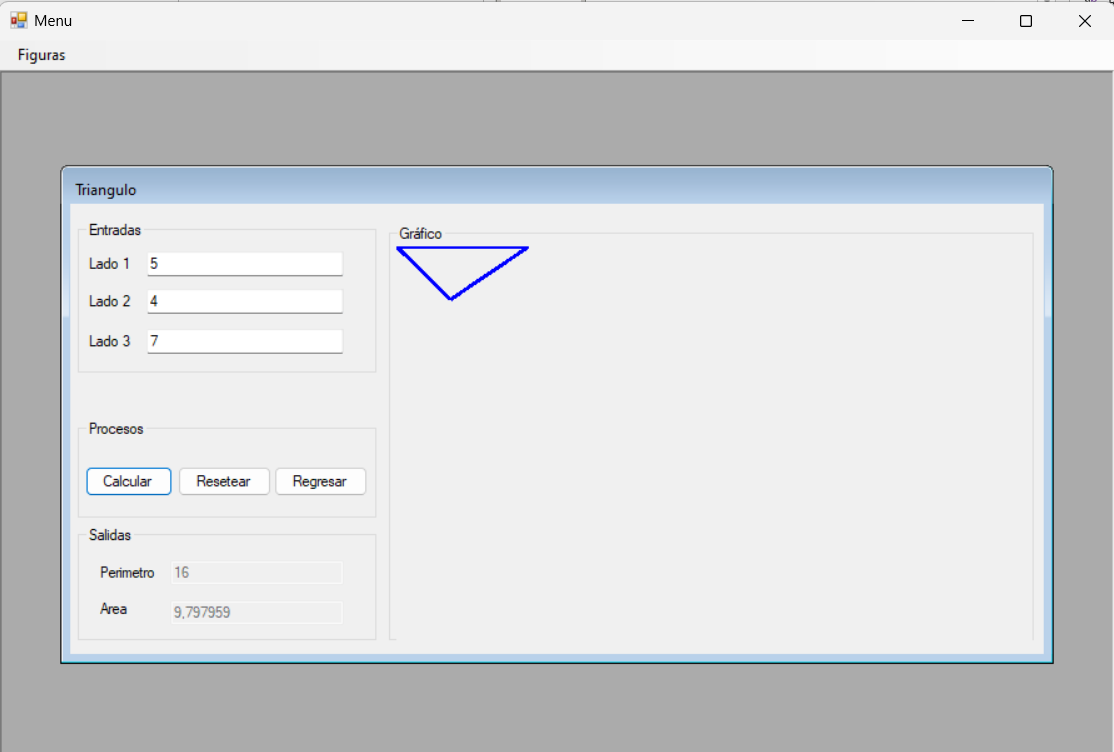 Menu
Figuras
Triangulo
Entradas
Lado 1 5
Lado 2 4
Lado 3 7
Procesos
Calcular Resetear Regresar
Salidas
Perimetro 16
Area 9,797959
Gráfico